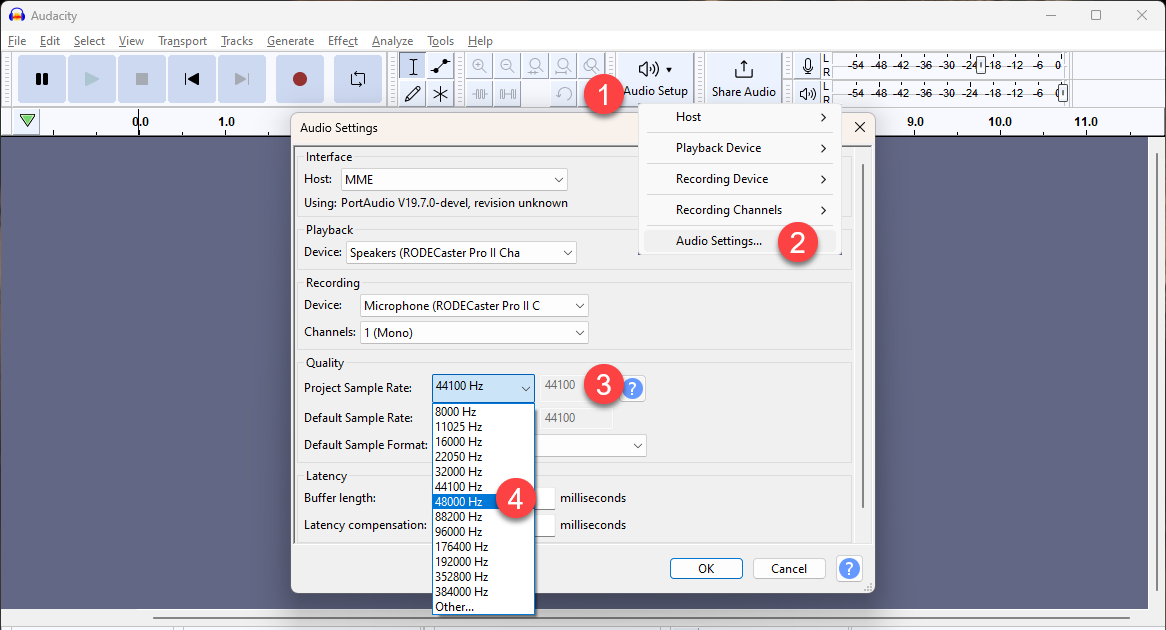 Audacity
File Edit Select View Transport Tracks Generate Effect Analyze Tools Help
1
Audio Setup
Share Audio
L
R
-54 -48 -42 -36 -30 -24 -18 -12 -6 0
L
R
-54 -48 -42 -36 -30 -24 -18 -12 -6 0
0.0 1.0 9.0 10.0 11.0
Host
Playback Device
Recording Device
Recording Channels
Audio Settings...
2
Audio Settings
Interface
Host: MME
Using: PortAudio V19.7.0-devel, revision unknown
Playback
Device: Speakers (RODECaster Pro II Cha
Recording
Device: Microphone (RODECaster Pro II C
Channels: 1 (Mono)
Quality
Project Sample Rate: 44100 Hz 44100 3 ?
Default Sample Rate: 44100
Default Sample Format:
8000 Hz
11025 Hz
16000 Hz
22050 Hz
32000 Hz
44100 Hz
48000 Hz 4
88200 Hz
96000 Hz
176400 Hz
192000 Hz
352800 Hz
384000 Hz
Other...
Latency
Buffer length: milliseconds
Latency compensation: milliseconds
OK Cancel ?